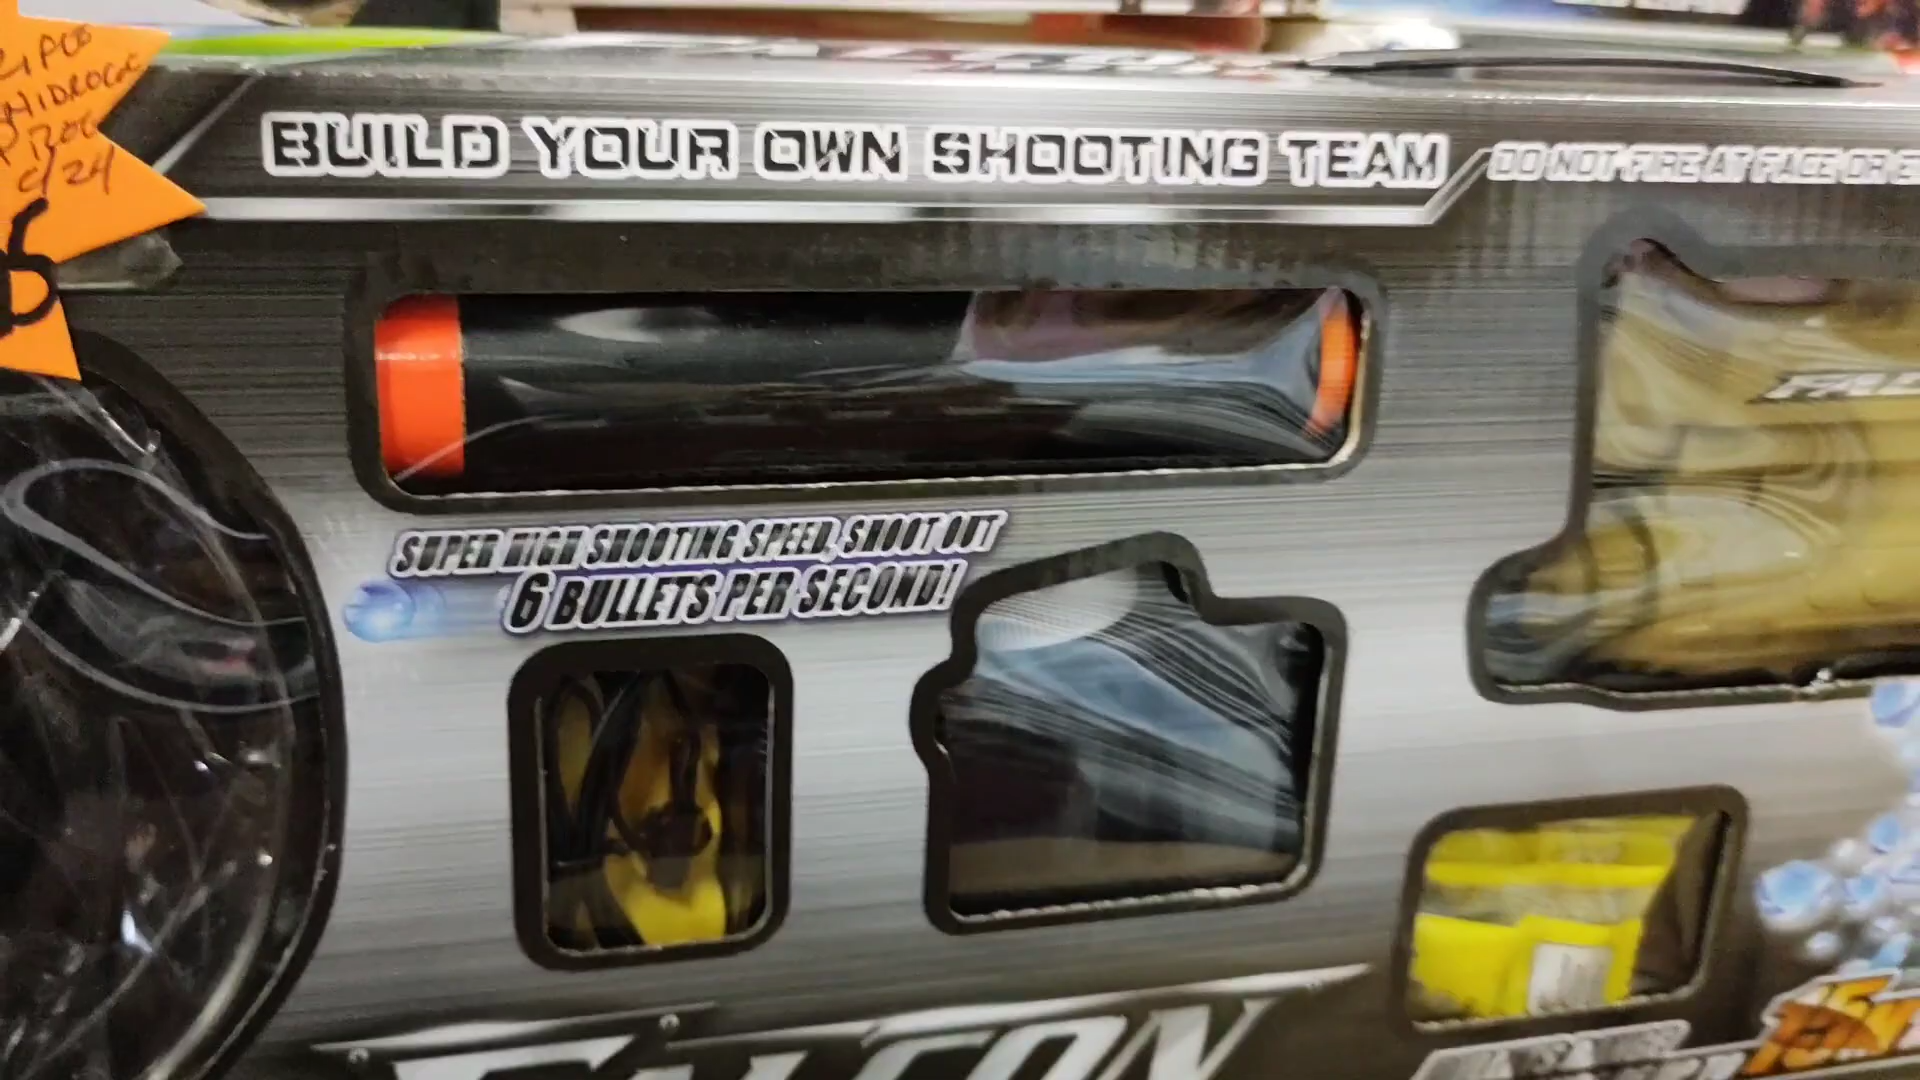 BUILD YOUR OWN SHOOTING TEAM
DO NOT FIRE AT FACE OR
SUPER HIGH SHOOTING SPEED, SHOOT OUT
6 BULLETS PER SECOND!
FALCON